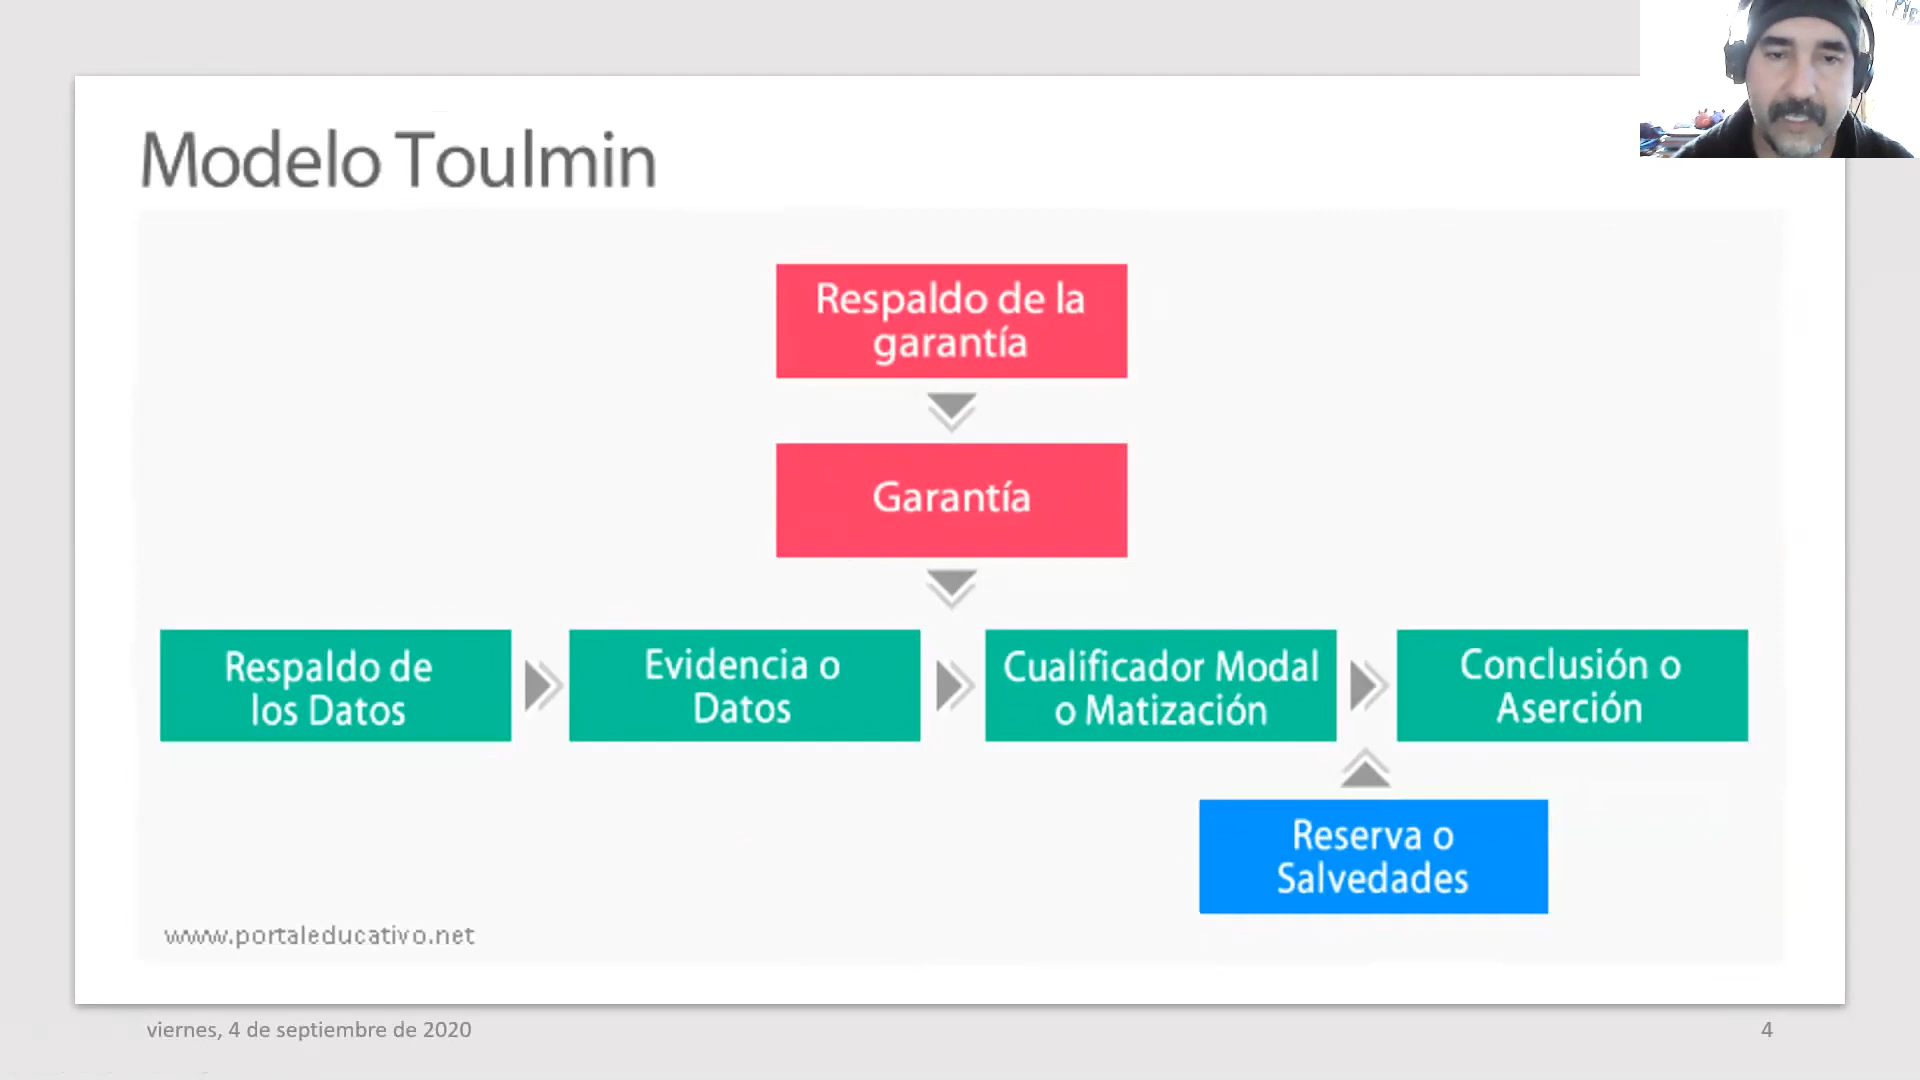 Modelo Toulmin
Respaldo de la
garantía
Garantía
Respaldo de
los Datos
Evidencia o
Datos
Cualificador Modal
o Matización
Conclusión o
Aserción
Reserva o
Salvedades
www.portaleducativo.net
viernes, 4 de septiembre de 2020
4